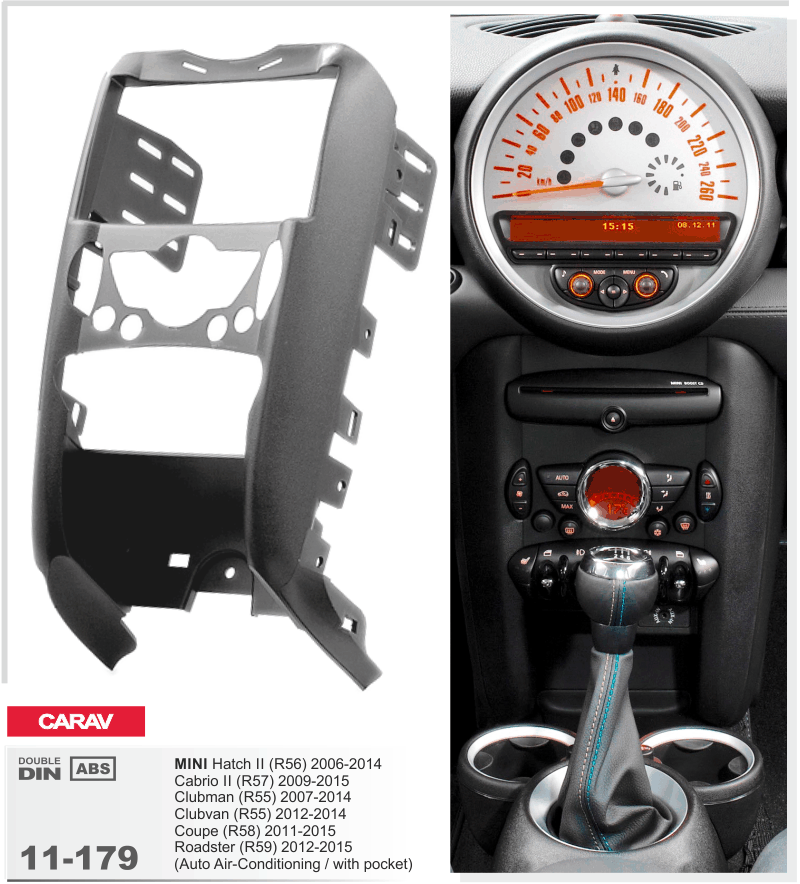 CARAV
DOUBLE
DIN
ABS
11-179
MINI Hatch II (R56) 2006-2014
Cabrio II (R57) 2009-2015
Clubman (R55) 2007-2014
Clubvan (R55) 2012-2014
Coupe (R58) 2011-2015
Roadster (R59) 2012-2015
(Auto Air-Conditioning / with pocket)
20 40 60 80 100 120 140 160 180 200 220 240 260
km/h
15:15 08.12.11
MODE MENU
MINI BOOST CD
AUTO
MAX